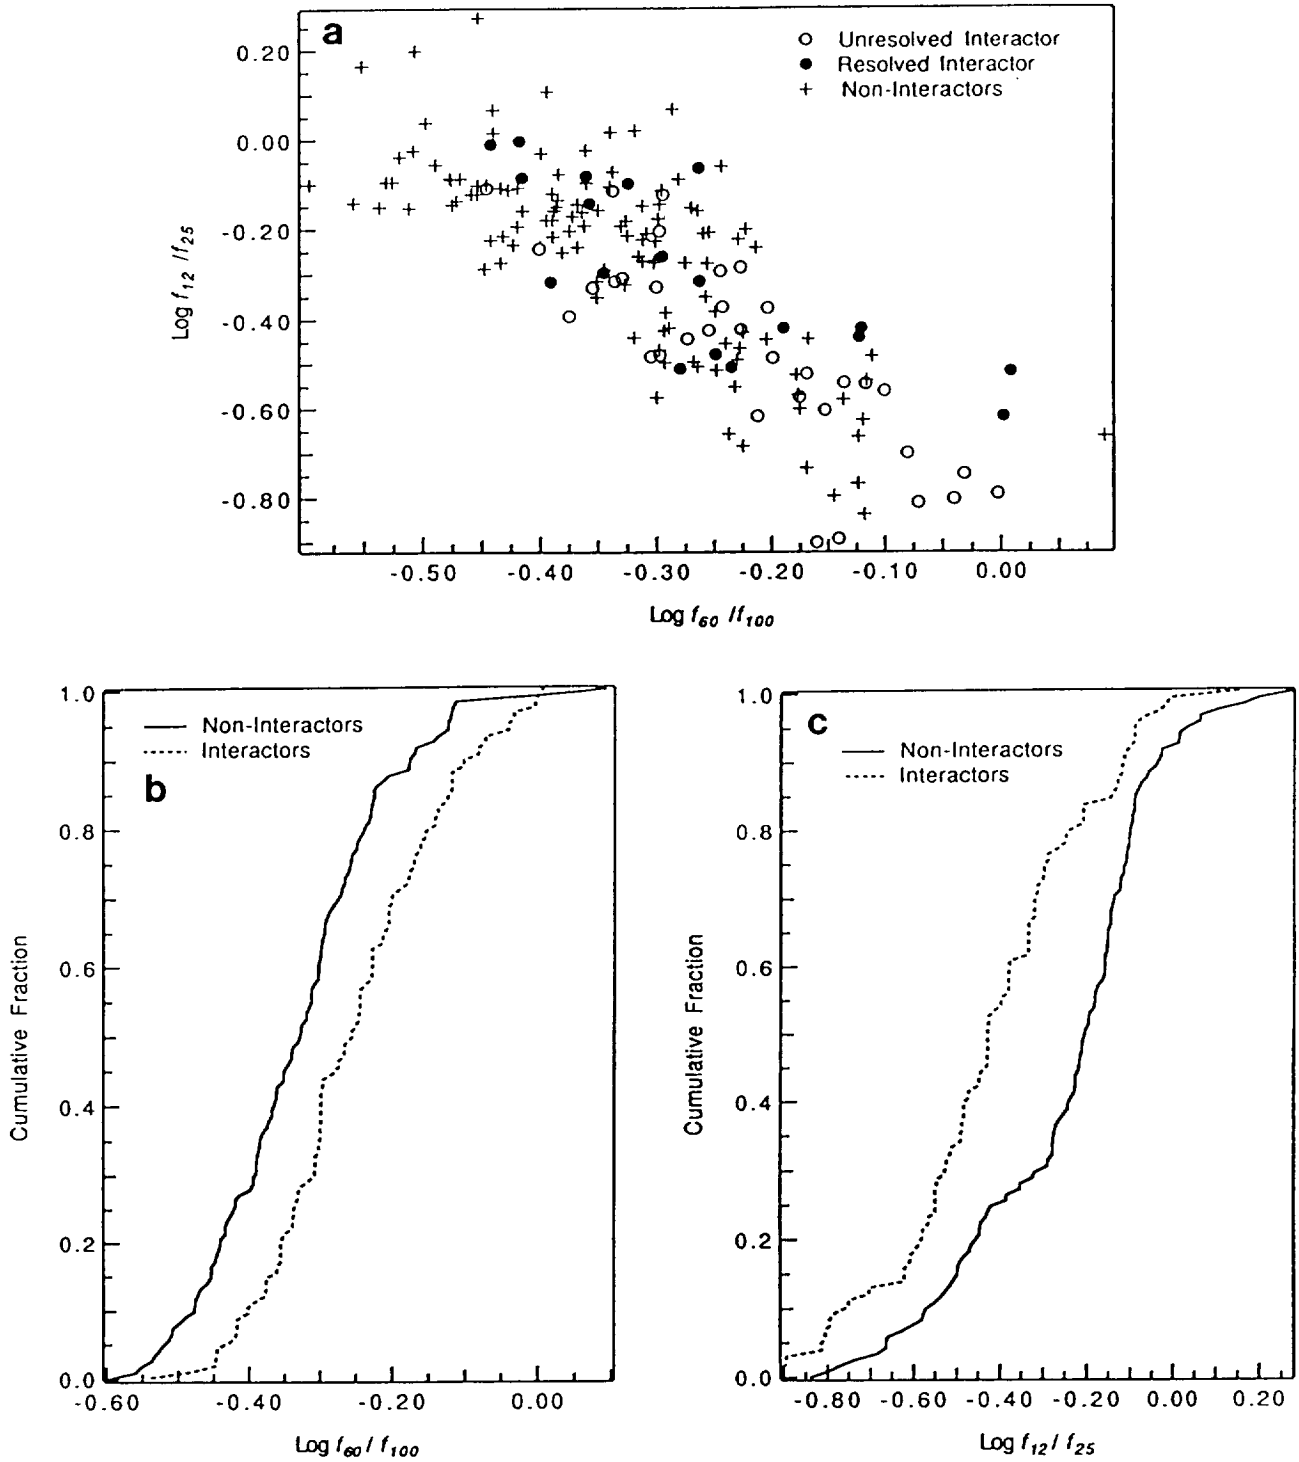 a
Unresolved Interactor
Resolved Interactor
Non-Interactors
0.20
0.00
-0.20
-0.40
-0.60
-0.80
Log f12 / f25
-0.50 -0.40 -0.30 -0.20 -0.10 0.00
Log f60 / f100
b
Non-Interactors
Interactors
1.0
0.8
0.6
0.4
0.2
0.0
Cumulative Fraction
-0.60 -0.40 -0.20 0.00
Log f60 / f100
c
Non-Interactors
Interactors
1.0
0.8
0.6
0.4
0.2
0.0
Cumulative Fraction
-0.80 -0.60 -0.40 -0.20 0.00 0.20
Log f12 / f25